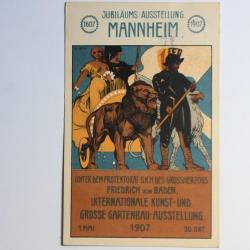 JUBILÄUMS-AUSSTELLUNG
1607 1907
MANNHEIM
UNTER DEM PROTEKTORAT S.K.H. DES GROSSHERZOGS
FRIEDRICH VON BADEN.
INTERNATIONALE KUNST- UND
GROSSE GARTENBAU-AUSSTELLUNG.
1. MAI 1907 20. OKT.